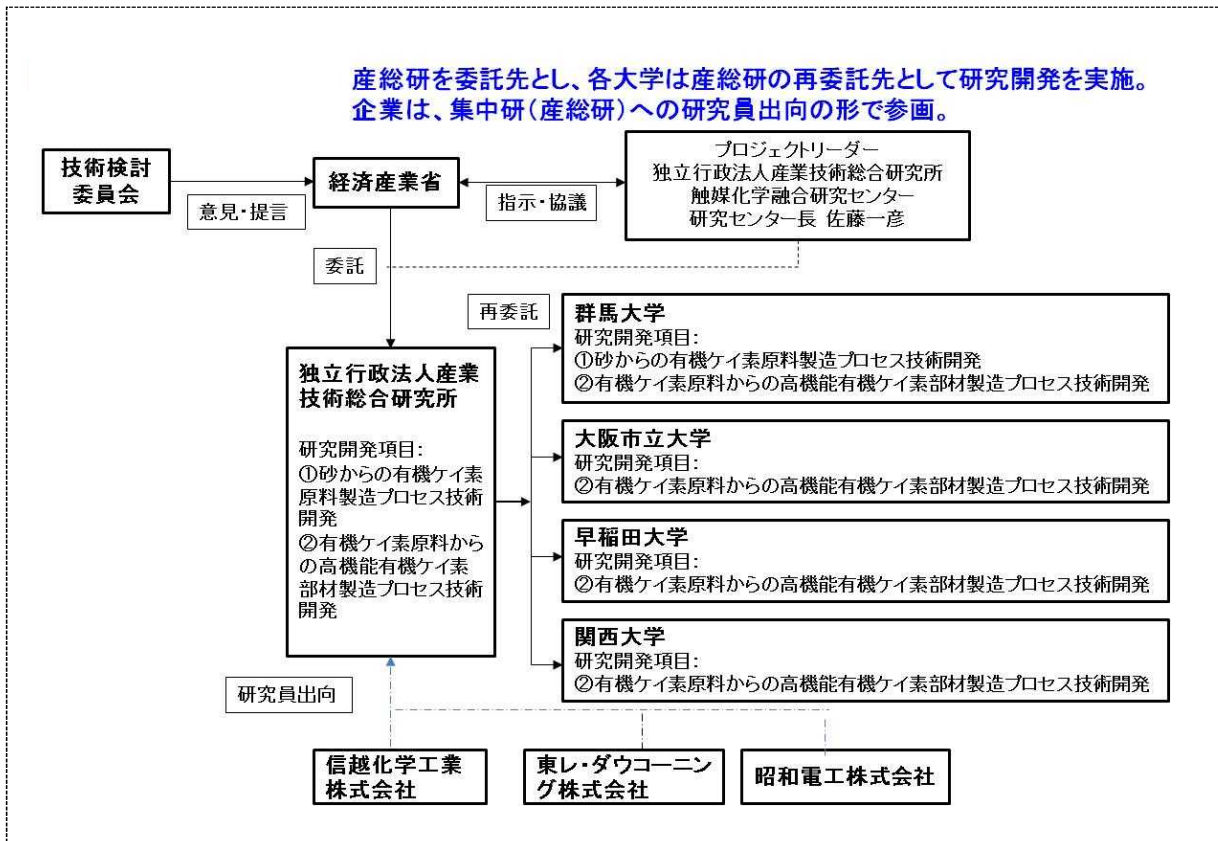 産総研を委託先とし、各大学は産総研の再委託先として研究開発を実施。
企業は、集中研(産総研)への研究員出向の形で参画。
技術検討
委員会
意見・提言
経済産業省
指示・協議
プロジェクトリーダー
独立行政法人産業技術総合研究所
触媒化学融合研究センター
研究センター長 佐藤一彦
委託
再委託
独立行政法人産業
技術総合研究所
研究開発項目:
①砂からの有機ケイ素
原料製造プロセス技術
開発
②有機ケイ素原料から
の高機能有機ケイ素
部材製造プロセス技術
開発
群馬大学
研究開発項目:
①砂からの有機ケイ素原料製造プロセス技術開発
②有機ケイ素原料からの高機能有機ケイ素部材製造プロセス技術開発
大阪市立大学
研究開発項目:
②有機ケイ素原料からの高機能有機ケイ素部材製造プロセス技術開発
早稲田大学
研究開発項目:
②有機ケイ素原料からの高機能有機ケイ素部材製造プロセス技術開発
関西大学
研究開発項目:
②有機ケイ素原料からの高機能有機ケイ素部材製造プロセス技術開発
研究員出向
信越化学工業
株式会社
東レ・ダウコーニン
グ株式会社
昭和電工株式会社